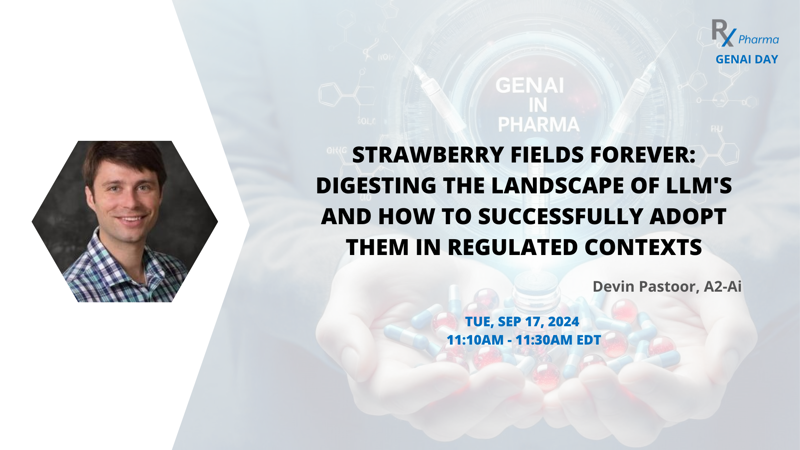 Rx Pharma
GENAI DAY
GENAI
IN
PHARMA
STRAWBERRY FIELDS FOREVER:
DIGESTING THE LANDSCAPE OF LLM'S
AND HOW TO SUCCESSFULLY ADOPT
THEM IN REGULATED CONTEXTS
Devin Pastoor, A2-Ai
TUE, SEP 17, 2024
11:10AM - 11:30AM EDT